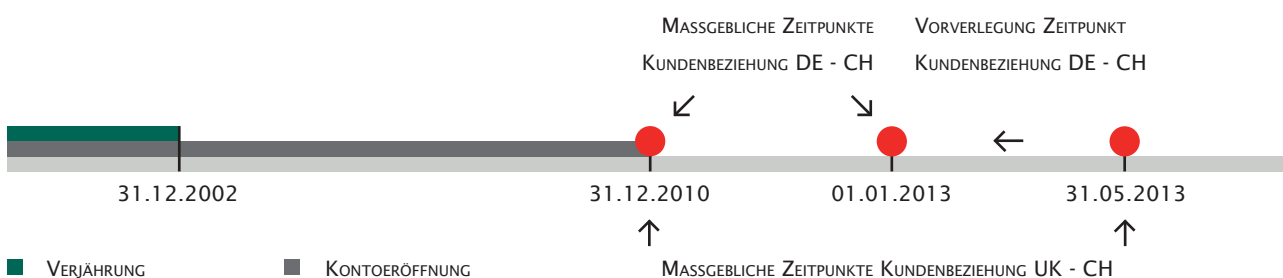 Massgebliche Zeitpunkte
Kundenbeziehung DE - CH
Vorverlegung Zeitpunkt
Kundenbeziehung DE - CH
31.12.2002
31.12.2010
01.01.2013
31.05.2013
Verjährung
Kontoeröffnung
Massgebliche Zeitpunkte Kundenbeziehung UK - CH